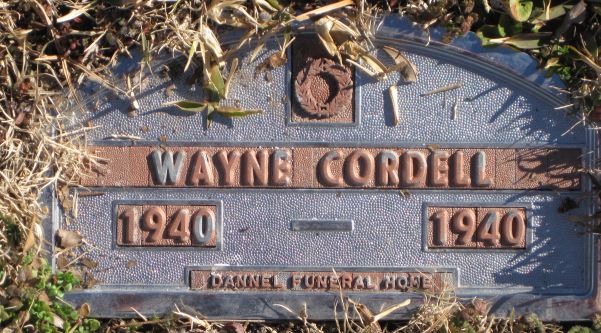 WAYNE CORDELL
1940 — 1940
DANNEL FUNERAL HOME